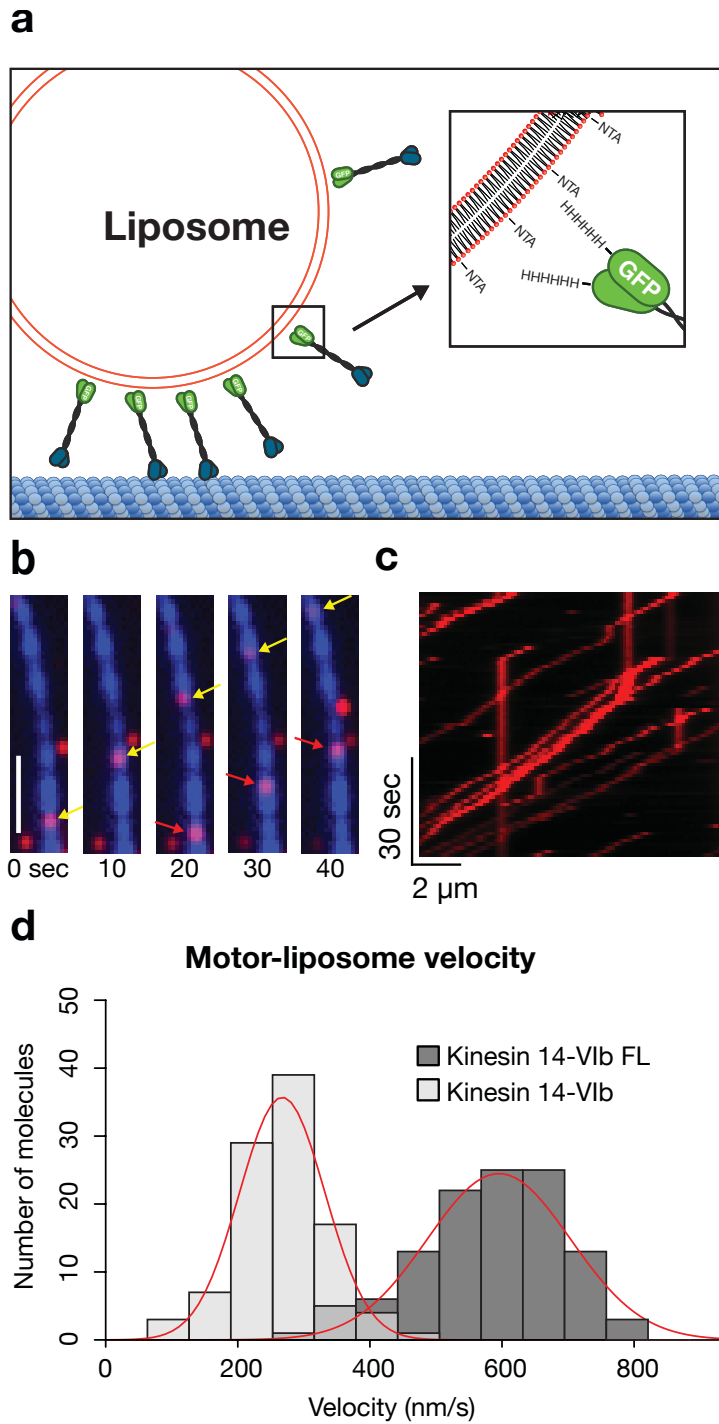 a
Liposome
GFP
GFP
GFP
GFP
GFP
GFP
NTA
NTA
NTA
NTA
HHHHHH
HHHHHH
GFP
b
0 sec
10
20
30
40
c
30 sec
2 μm
d
Motor-liposome velocity
Number of molecules
50
40
30
20
10
0
Kinesin 14-VIb FL
Kinesin 14-VIb
0
200
400
600
800
Velocity (nm/s)